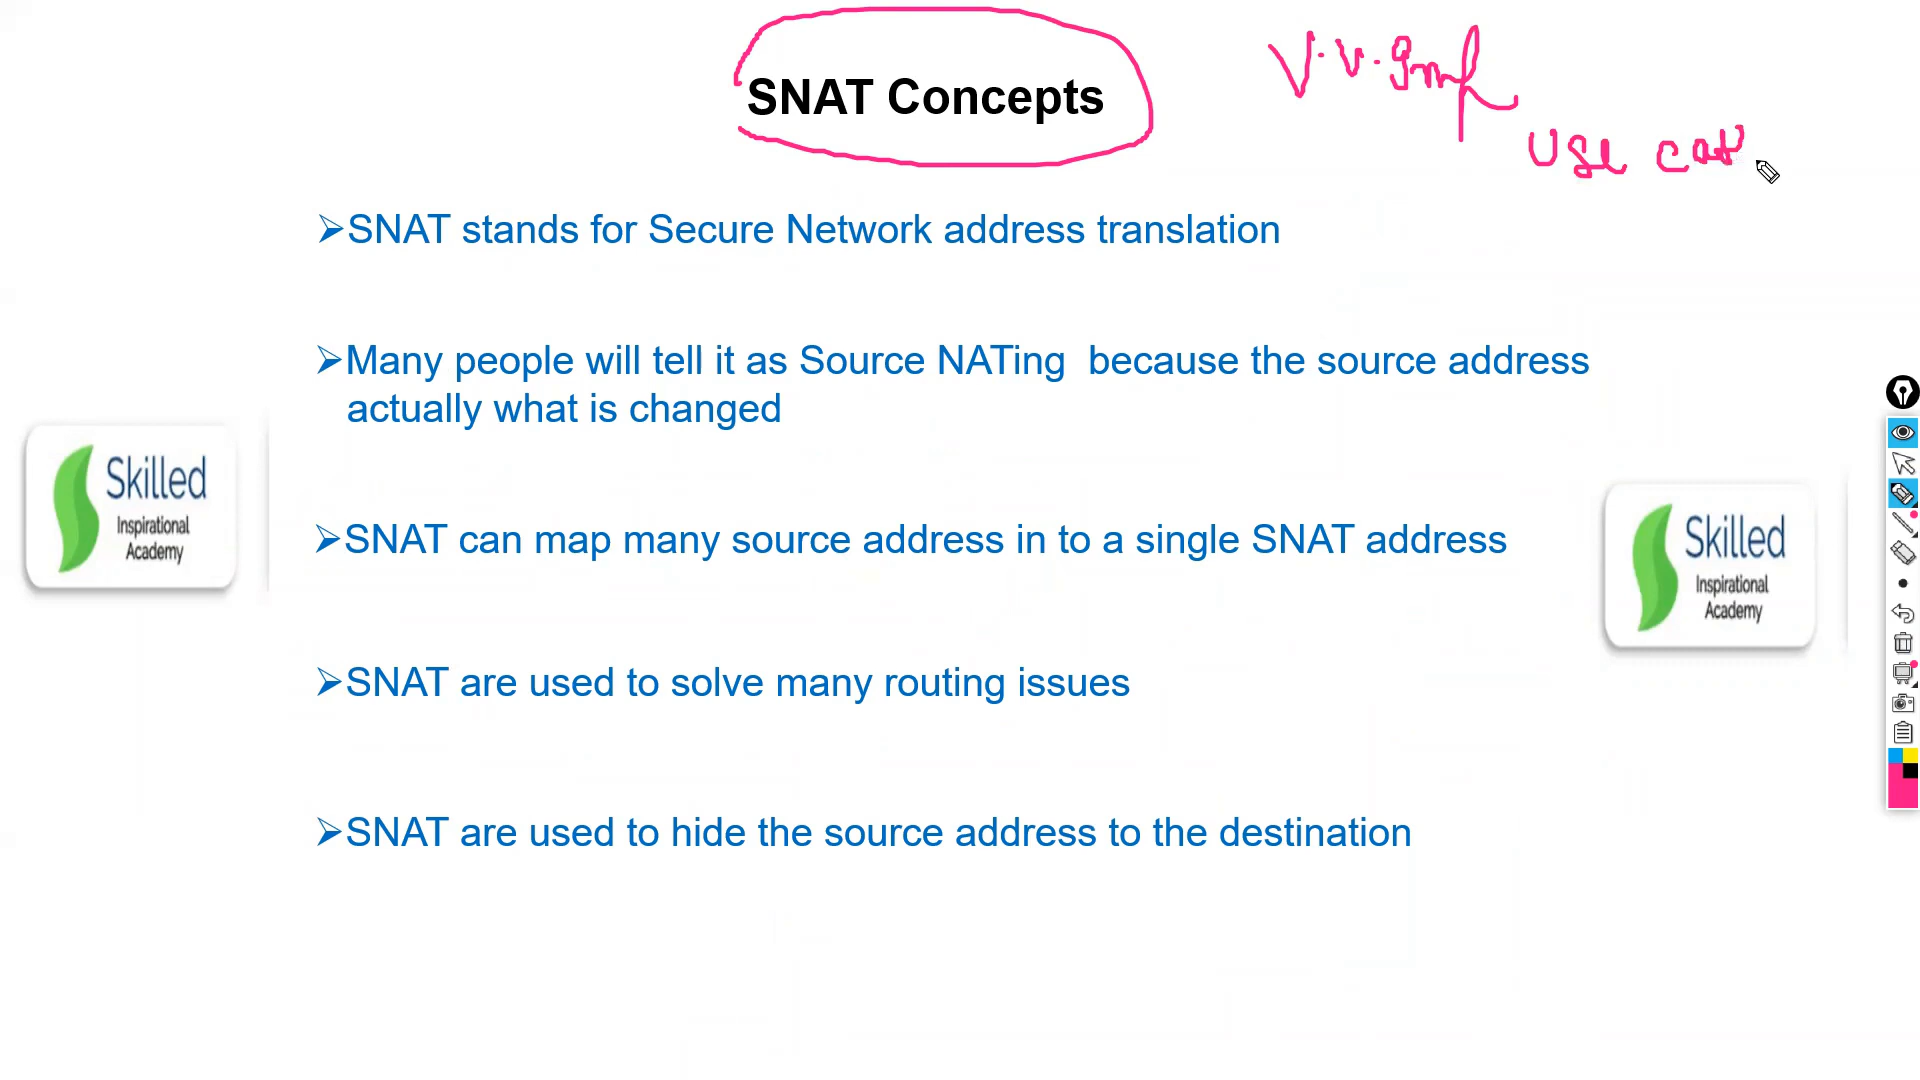 SNAT Concepts
use
➢SNAT stands for Secure Network address translation
➢Many people will tell it as Source NATing because the source address
actually what is changed
Skilled
Inspirational
Academy
➢SNAT can map many source address in to a single SNAT address
Skilled
Inspirational
Academy
➢SNAT are used to solve many routing issues
➢SNAT are used to hide the source address to the destination